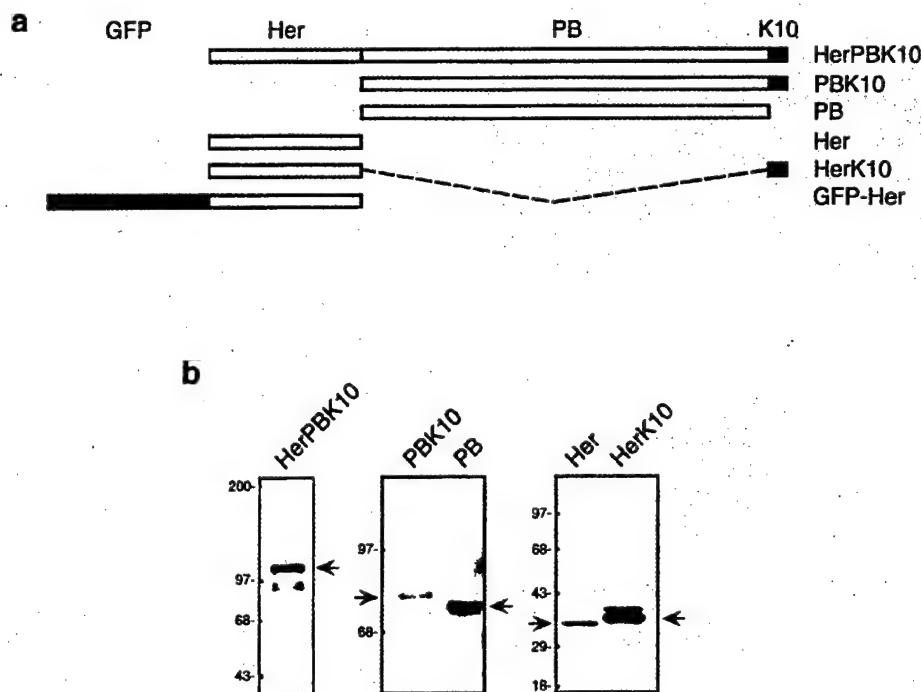 a
GFP Her PB K10
HerPBK10
PBK10
PB
Her
HerK10
GFP-Her
b
HerPBK10
PBK10
PB
Her
HerK10
200-
97-
68-
43-
97-
68-
97-
68-
43-
29-
18-